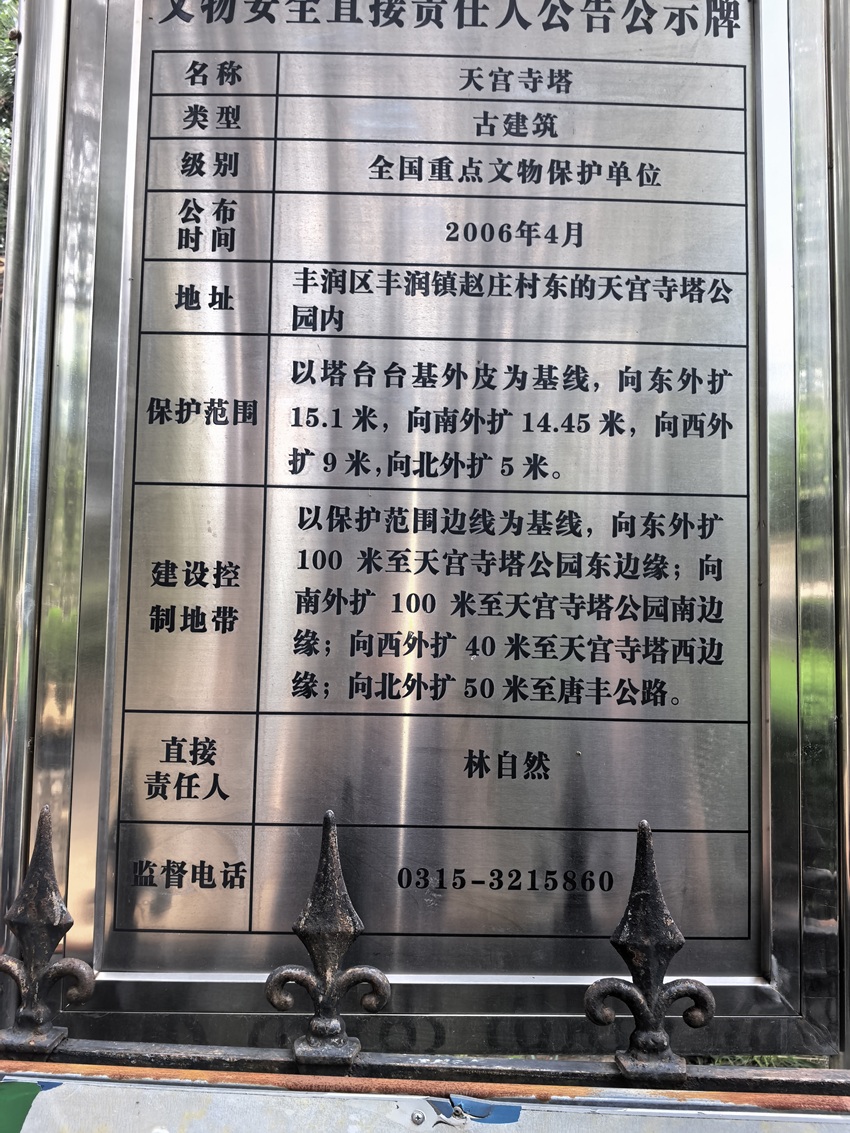 文物安全直接责任人公告公示牌
名称 天宫寺塔
类型 古建筑
级别 全国重点文物保护单位
公布
时间
2006年4月
地址
丰润区丰润镇赵庄村东的天宫寺塔公
园内
保护范围
以塔台台基外皮为基线，向东外扩
15.1米，向南外扩14.45米，向西外
扩9米，向北外扩5米。
建设控
制地带
以保护范围边线为基线，向东外扩
100 米至天宫寺塔公园东边缘；向
南外扩 100 米至天宫寺塔公园南边
缘；向西外扩40米至天宫寺塔西边
缘；向北外扩50米至唐丰公路。
直接
责任人
林自然
监督电话 0315-3215860